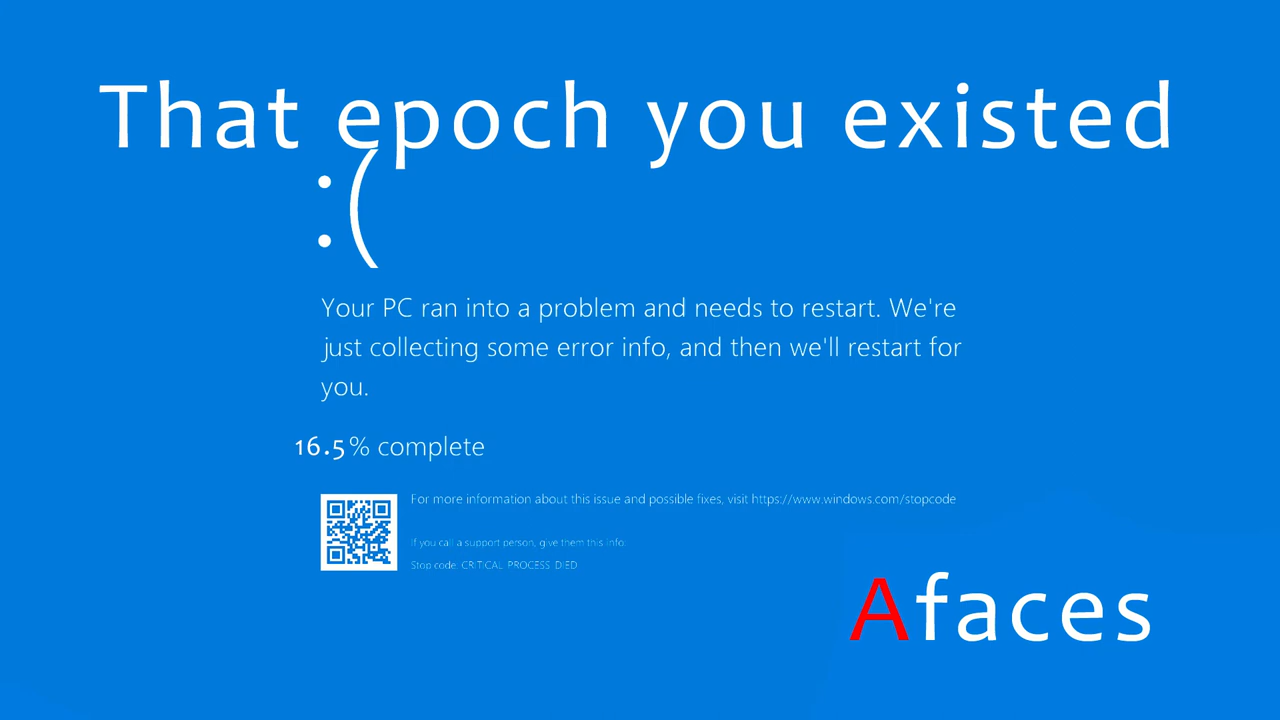 That epoch you existed
:(
Your PC ran into a problem and needs to restart. We're
just collecting some error info, and then we'll restart for
you.
16.5% complete
For more information about this issue and possible fixes, visit https://www.windows.com/stopcode
If you call a support person, give them this info:
Stop code: CRITICAL_PROCESS_DIED
Afaces